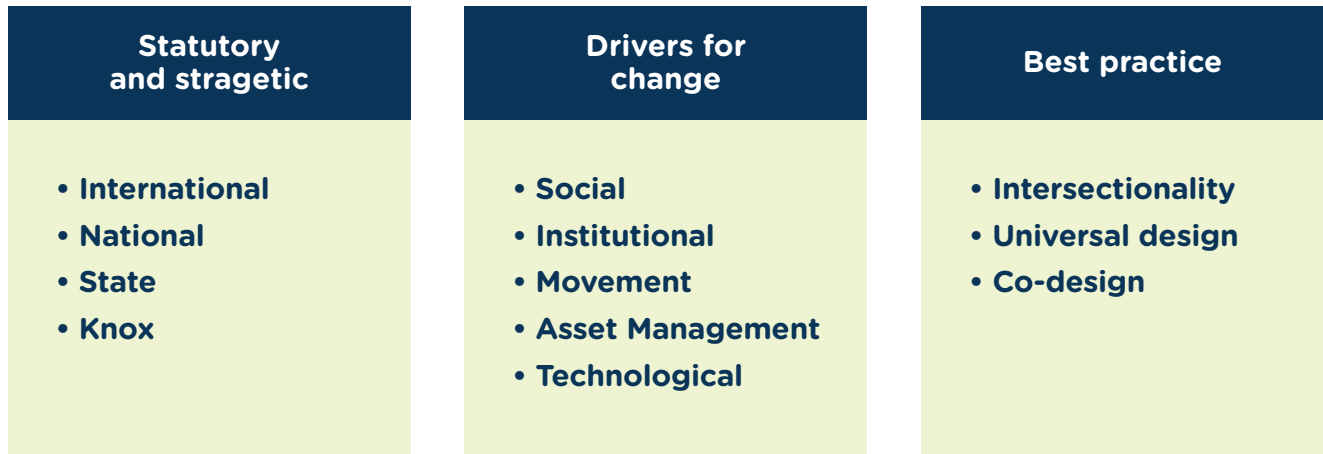 Statutory
and stragetic
• International
• National
• State
• Knox
Drivers for
change
• Social
• Institutional
• Movement
• Asset Management
• Technological
Best practice
• Intersectionality
• Universal design
• Co-design